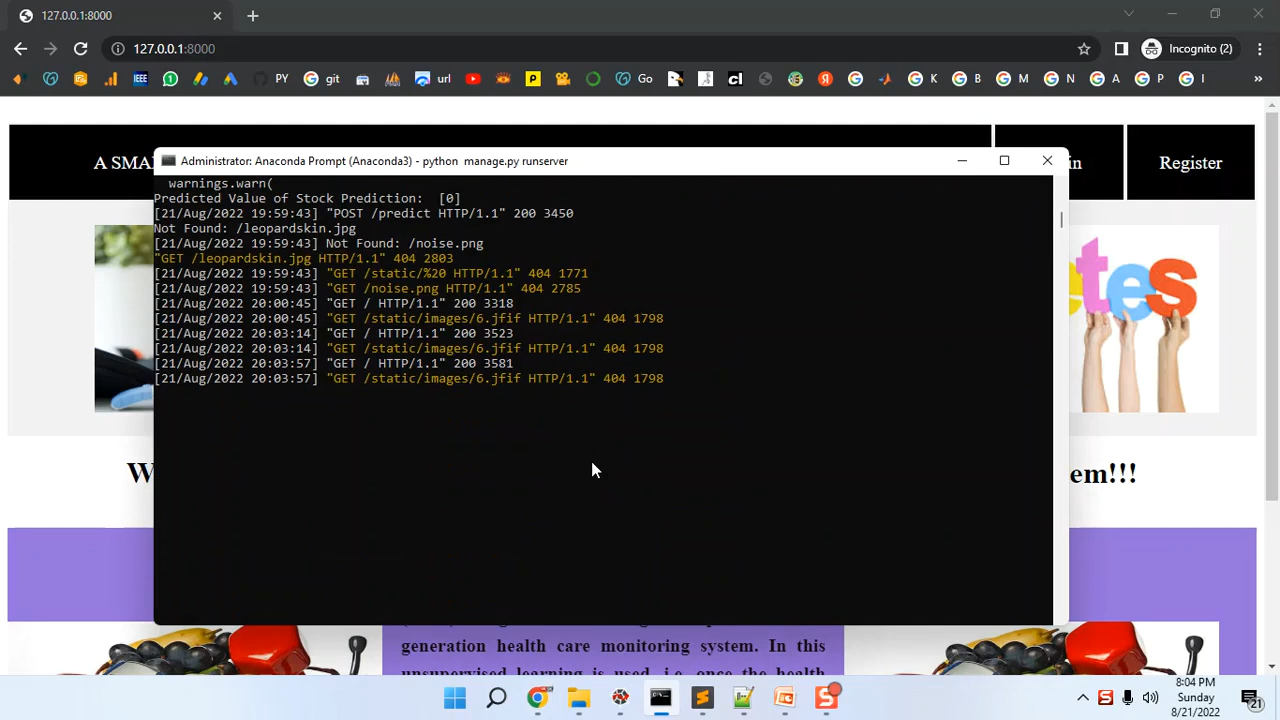 127.0.0.1:8000
127.0.0.1:8000
Incognito (2)
IEEE
PY
git
url
P
Go
cl
Я
K
B
M
N
A
P
I
A SMA
in
Register
Administrator: Anaconda Prompt (Anaconda3) - python  manage.py runserver
warnings.warn(
Predicted Value of Stock Prediction:  [0]
[21/Aug/2022 19:59:43] "POST /predict HTTP/1.1" 200 3450
Not Found: /leopardskin.jpg
[21/Aug/2022 19:59:43] Not Found: /noise.png
"GET /leopardskin.jpg HTTP/1.1" 404 2803
[21/Aug/2022 19:59:43] "GET /static/%20 HTTP/1.1" 404 1771
[21/Aug/2022 19:59:43] "GET /noise.png HTTP/1.1" 404 2785
[21/Aug/2022 20:00:45] "GET / HTTP/1.1" 200 3318
[21/Aug/2022 20:00:45] "GET /static/images/6.jfif HTTP/1.1" 404 1798
[21/Aug/2022 20:03:14] "GET / HTTP/1.1" 200 3523
[21/Aug/2022 20:03:14] "GET /static/images/6.jfif HTTP/1.1" 404 1798
[21/Aug/2022 20:03:57] "GET / HTTP/1.1" 200 3581
[21/Aug/2022 20:03:57] "GET /static/images/6.jfif HTTP/1.1" 404 1798
etes
W
em!!!
generation health care monitoring system. In this
unsupervised learning is used, i.e. once the health
8:04 PM
Sunday
8/21/2022
21